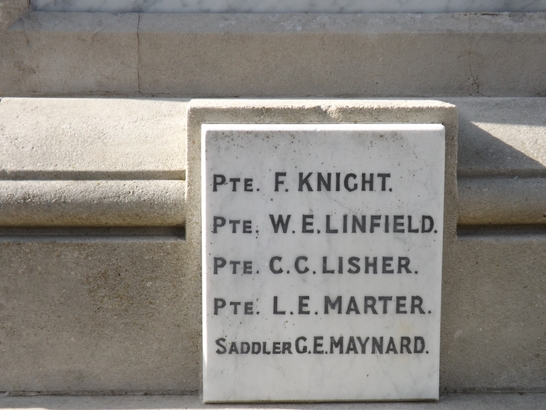 Pte. F. KNIGHT.
Pte. W. E. LINFIELD.
Pte. C. C. LISHER.
Pte. L. E. MARTER.
Saddler G. E. MAYNARD.